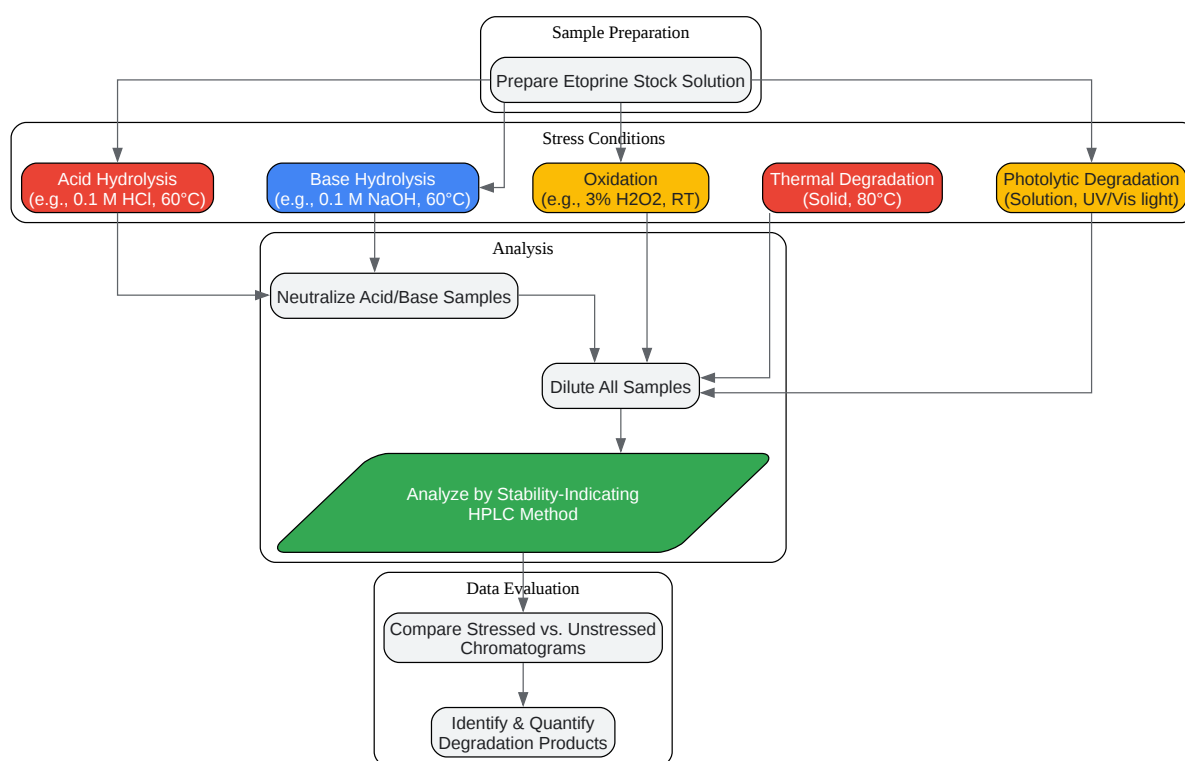 Sample Preparation
Prepare Etoprine Stock Solution
Stress Conditions
Acid Hydrolysis
(e.g., 0.1 M HCl, 60°C)
Base Hydrolysis
(e.g., 0.1 M NaOH, 60°C)
Oxidation
(e.g., 3% H2O2, RT)
Thermal Degradation
(Solid, 80°C)
Photolytic Degradation
(Solution, UV/Vis light)
Analysis
Neutralize Acid/Base Samples
Dilute All Samples
Analyze by Stability-Indicating
HPLC Method
Data Evaluation
Compare Stressed vs. Unstressed
Chromatograms
Identify & Quantify
Degradation Products